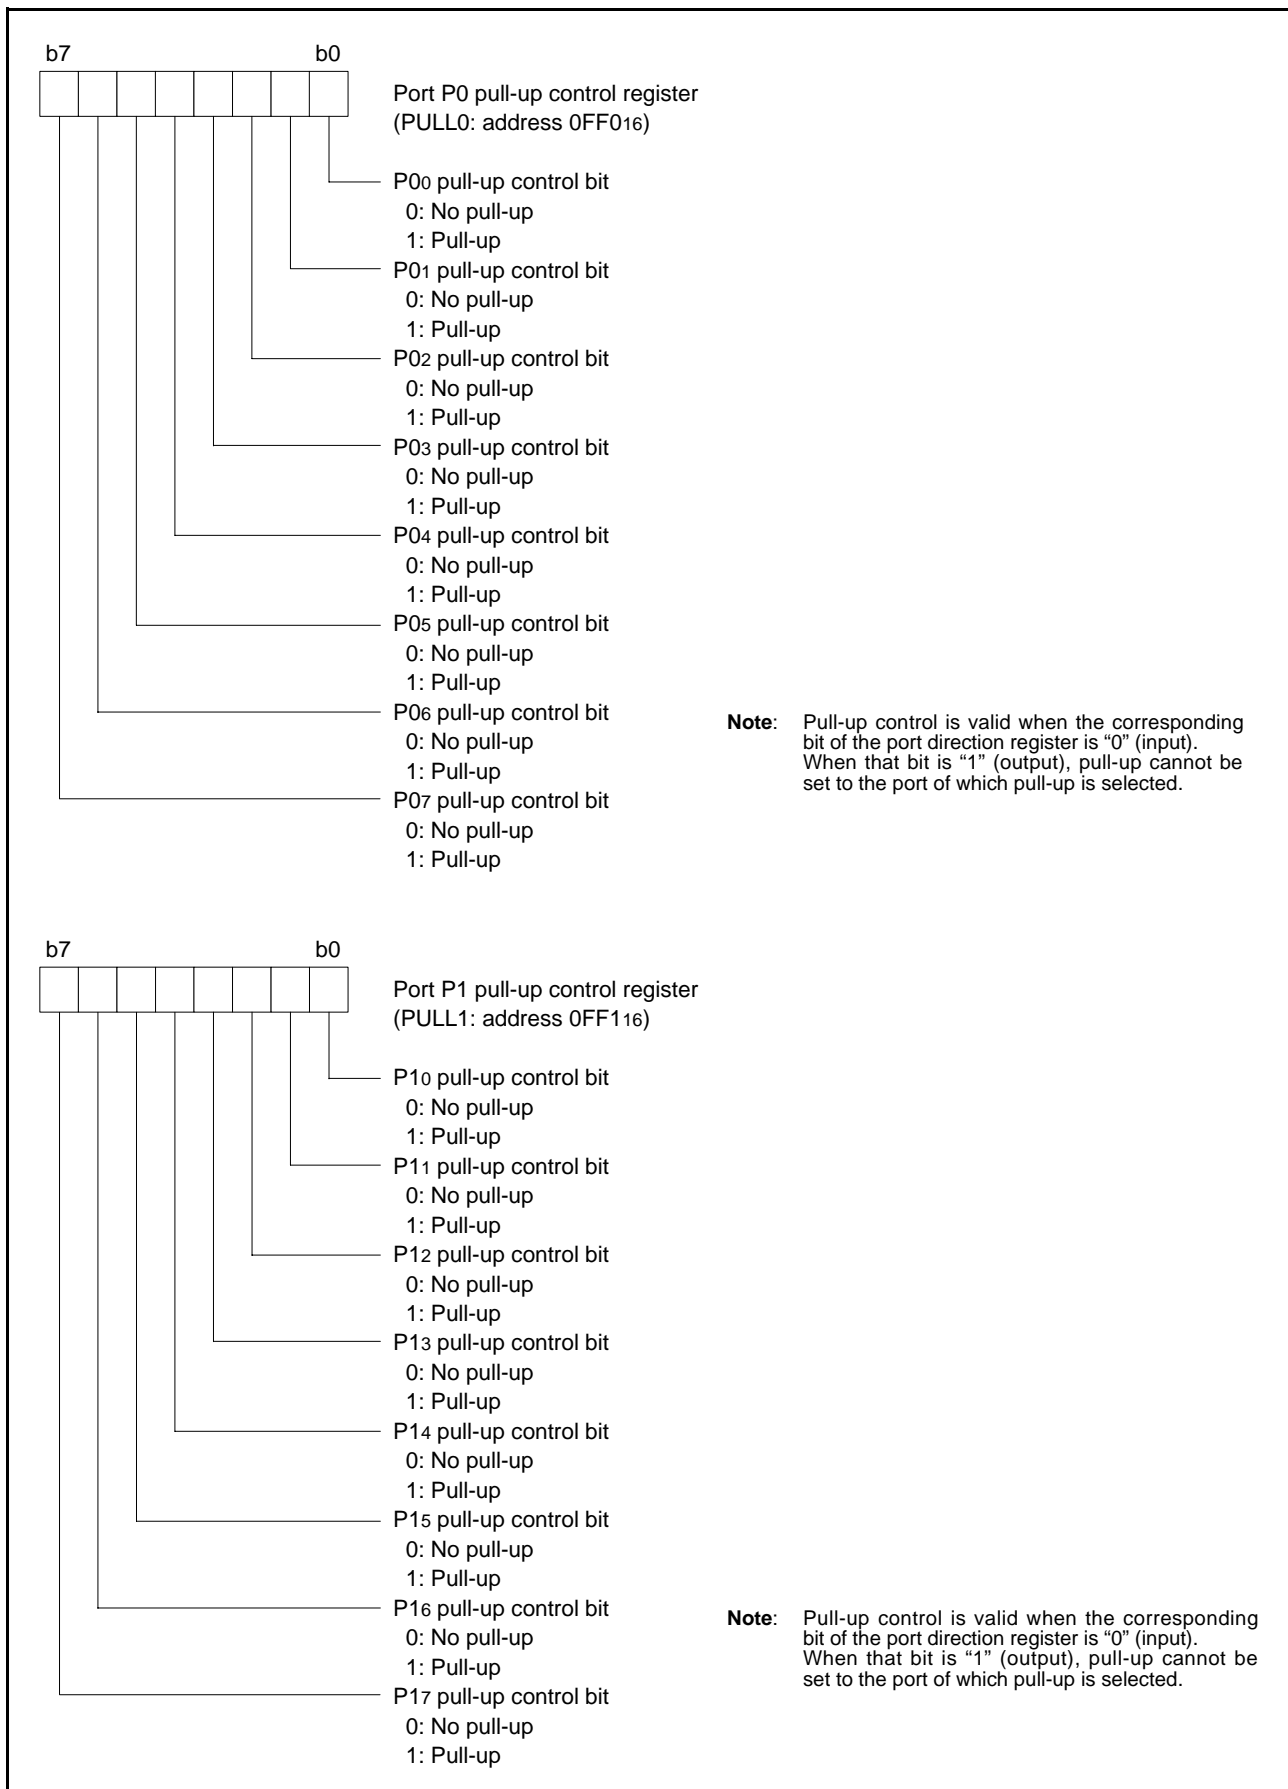 b7 b0
Port P0 pull-up control register
(PULL0: address 0FF016)
P00 pull-up control bit
0: No pull-up
1: Pull-up
P01 pull-up control bit
0: No pull-up
1: Pull-up
P02 pull-up control bit
0: No pull-up
1: Pull-up
P03 pull-up control bit
0: No pull-up
1: Pull-up
P04 pull-up control bit
0: No pull-up
1: Pull-up
P05 pull-up control bit
0: No pull-up
1: Pull-up
P06 pull-up control bit
0: No pull-up
1: Pull-up
P07 pull-up control bit
0: No pull-up
1: Pull-up
Note: Pull-up control is valid when the corresponding
bit of the port direction register is “0” (input).
When that bit is “1” (output), pull-up cannot be
set to the port of which pull-up is selected.
b7 b0
Port P1 pull-up control register
(PULL1: address 0FF116)
P10 pull-up control bit
0: No pull-up
1: Pull-up
P11 pull-up control bit
0: No pull-up
1: Pull-up
P12 pull-up control bit
0: No pull-up
1: Pull-up
P13 pull-up control bit
0: No pull-up
1: Pull-up
P14 pull-up control bit
0: No pull-up
1: Pull-up
P15 pull-up control bit
0: No pull-up
1: Pull-up
P16 pull-up control bit
0: No pull-up
1: Pull-up
P17 pull-up control bit
0: No pull-up
1: Pull-up
Note: Pull-up control is valid when the corresponding
bit of the port direction register is “0” (input).
When that bit is “1” (output), pull-up cannot be
set to the port of which pull-up is selected.